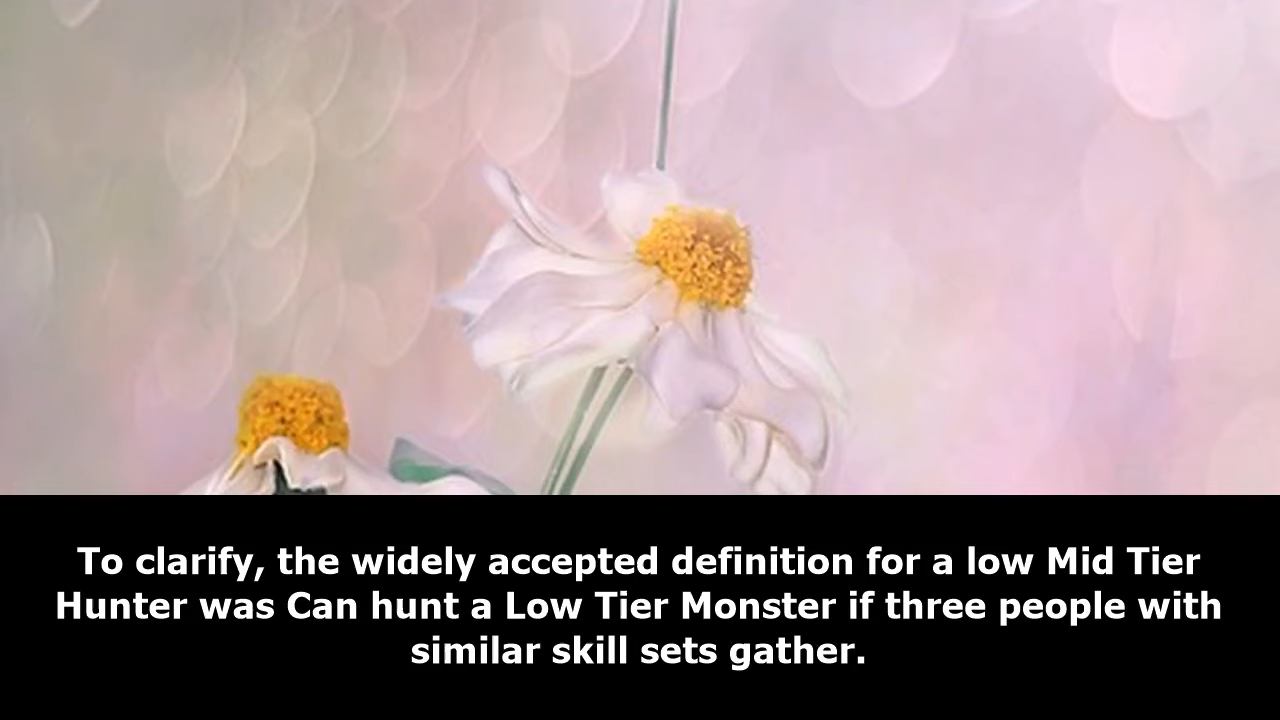 To clarify, the widely accepted definition for a low Mid Tier
Hunter was Can hunt a Low Tier Monster if three people with
similar skill sets gather.